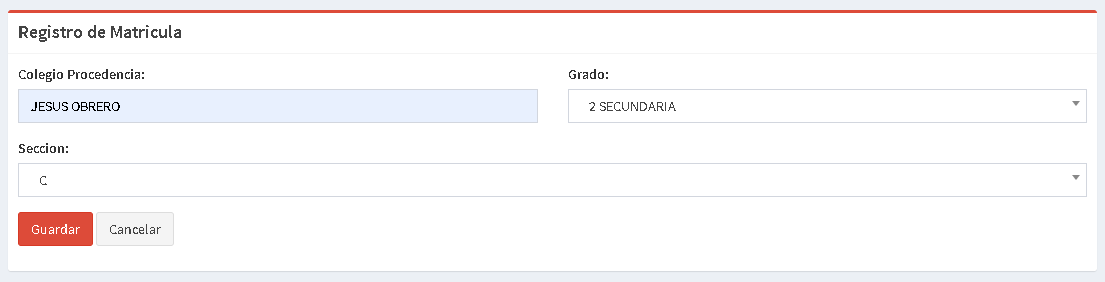 Registro de Matricula
Colegio Procedencia:
Grado:
JESUS OBRERO
2 SECUNDARIA
Seccion:
C
Guardar
Cancelar